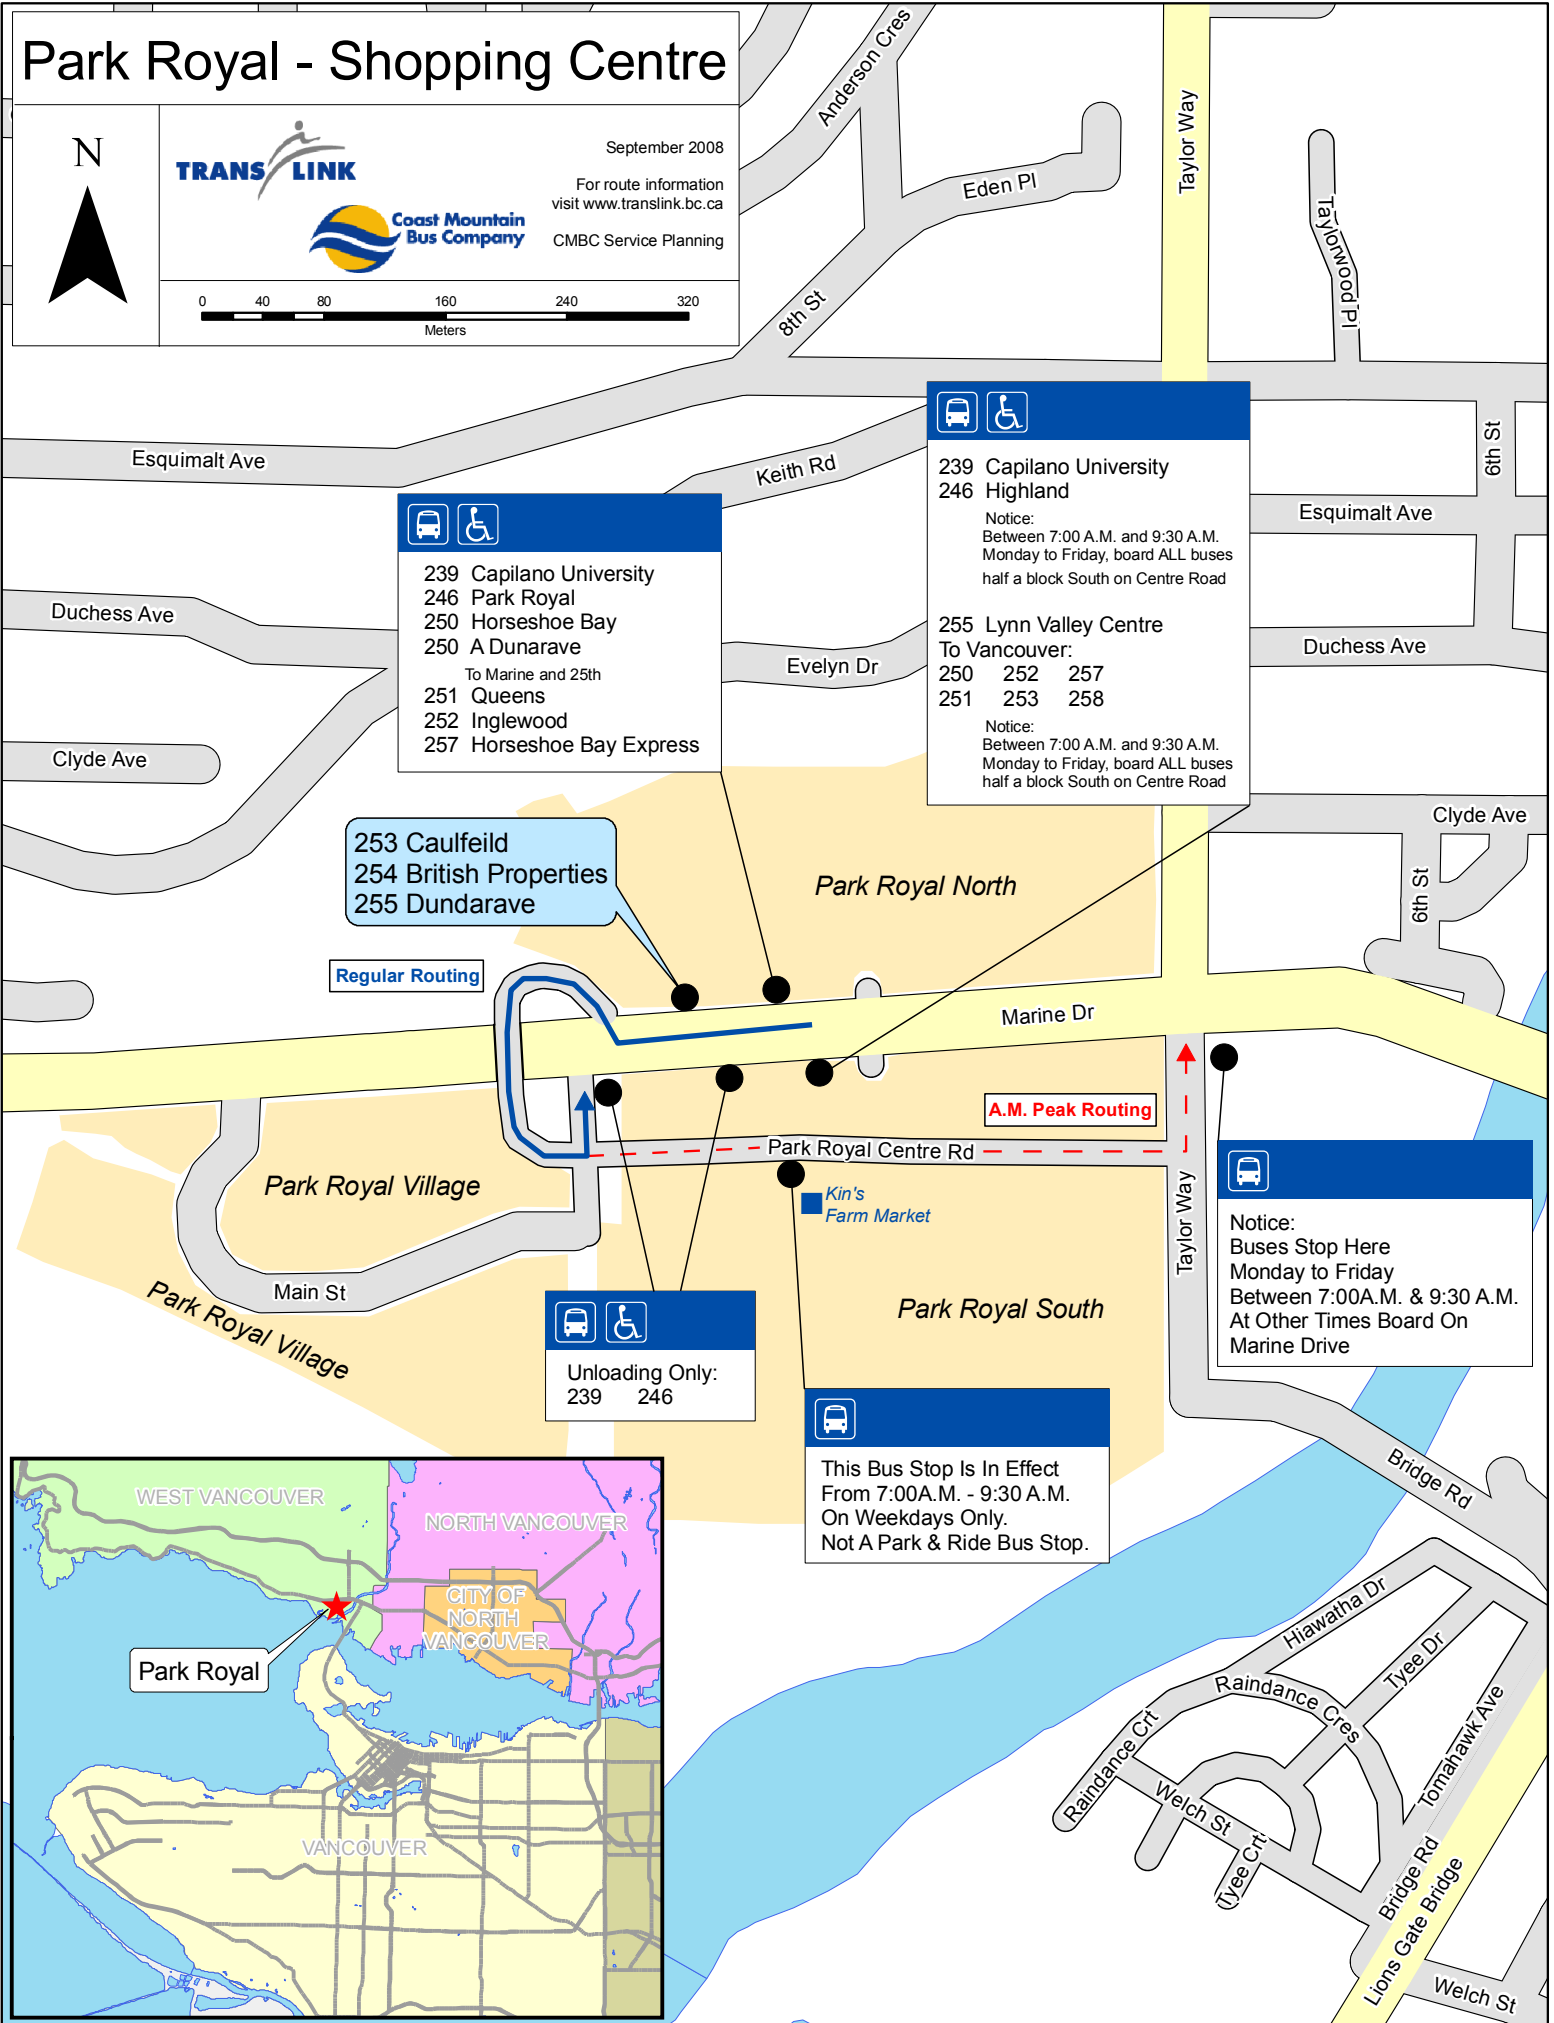 Park Royal - Shopping Centre
N
TRANS LINK
Coast Mountain
Bus Company
September 2008
For route information
visit www.translink.bc.ca
CMBC Service Planning
0 40 80 160 240 320
Meters
Anderson Cres
Eden Pl
Taylor Way
Taylorwood Pl
8th St
Esquimalt Ave
Keith Rd
6th St
Esquimalt Ave
239 Capilano University
246 Highland
Notice:
Between 7:00 A.M. and 9:30 A.M.
Monday to Friday, board ALL buses
half a block South on Centre Road
255 Lynn Valley Centre
To Vancouver:
250 252 257
251 253 258
Notice:
Between 7:00 A.M. and 9:30 A.M.
Monday to Friday, board ALL buses
half a block South on Centre Road
239 Capilano University
246 Park Royal
250 Horseshoe Bay
250 A Dunarave
To Marine and 25th
251 Queens
252 Inglewood
257 Horseshoe Bay Express
Duchess Ave
Evelyn Dr
Duchess Ave
Clyde Ave
Clyde Ave
6th St
253 Caulfeild
254 British Properties
255 Dundarave
Park Royal North
Regular Routing
Marine Dr
A.M. Peak Routing
Park Royal Centre Rd
Park Royal Village
Kin's
Farm Market
Taylor Way
Notice:
Buses Stop Here
Monday to Friday
Between 7:00A.M. & 9:30 A.M.
At Other Times Board On
Marine Drive
Main St
Park Royal Village
Park Royal South
Unloading Only:
239 246
This Bus Stop Is In Effect
From 7:00A.M. - 9:30 A.M.
On Weekdays Only.
Not A Park & Ride Bus Stop.
Bridge Rd
WEST VANCOUVER
NORTH VANCOUVER
CITY OF
NORTH
VANCOUVER
Park Royal
VANCOUVER
Hiawatha Dr
Tyee Dr
Raindance Cres
Raindance Crt
Tomahawk Ave
Welch St
Tyee Crt
Bridge Rd
Lions Gate Bridge
Welch St